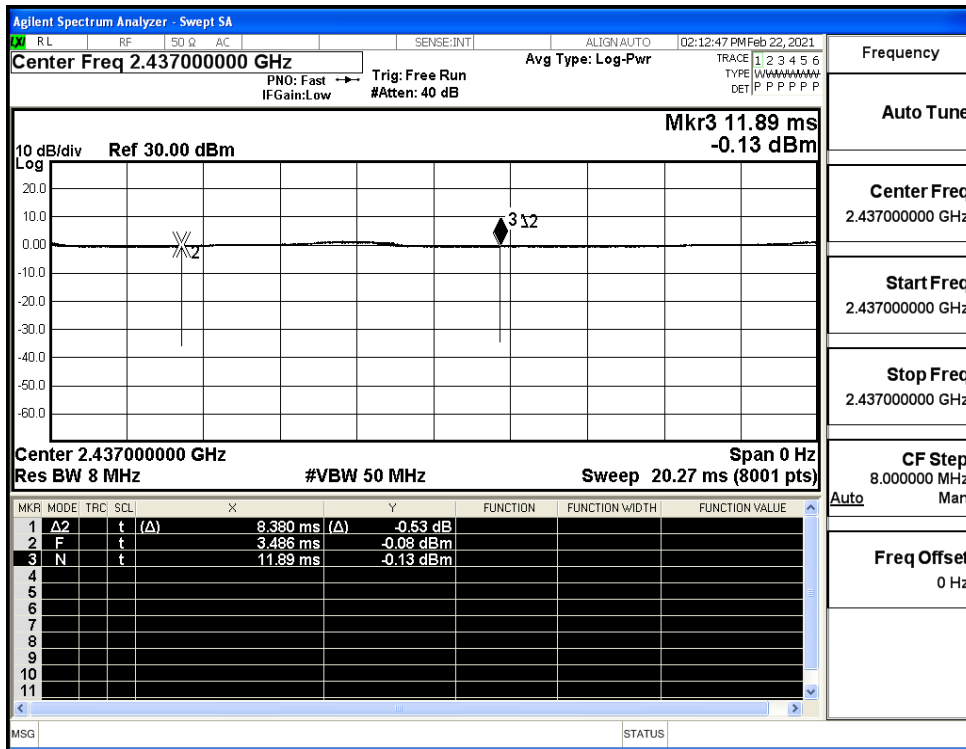 Agilent Spectrum Analyzer - Swept SA
LXI RL RF 50 Ω AC SENSE:INT ALIGN AUTO 02:12:47 PM Feb 22, 2021
Center Freq 2.437000000 GHz
PNO: Fast
IFGain:Low
Trig: Free Run
#Atten: 40 dB
Avg Type: Log-Pwr
TRACE 1 2 3 4 5 6
TYPE WWWWWW
DET P P P P P P
Mkr3 11.89 ms
-0.13 dBm
10 dB/div Ref 30.00 dBm
Log
20.0
10.0
0.00
-10.0
-20.0
-30.0
-40.0
-50.0
-60.0
2
3 Δ2
Center 2.437000000 GHz Span 0 Hz
Res BW 8 MHz #VBW 50 MHz Sweep 20.27 ms (8001 pts)
MKR MODE TRC SCL X Y FUNCTION FUNCTION WIDTH FUNCTION VALUE
1 Δ2 t (Δ) 8.380 ms (Δ) -0.53 dB
2 F t 3.486 ms -0.08 dBm
3 N t 11.89 ms -0.13 dBm
4
5
6
7
8
9
10
11
MSG STATUS
Frequency
Auto Tune
Center Freq
2.437000000 GHz
Start Freq
2.437000000 GHz
Stop Freq
2.437000000 GHz
CF Step
8.000000 MHz
Auto Man
Freq Offset
0 Hz